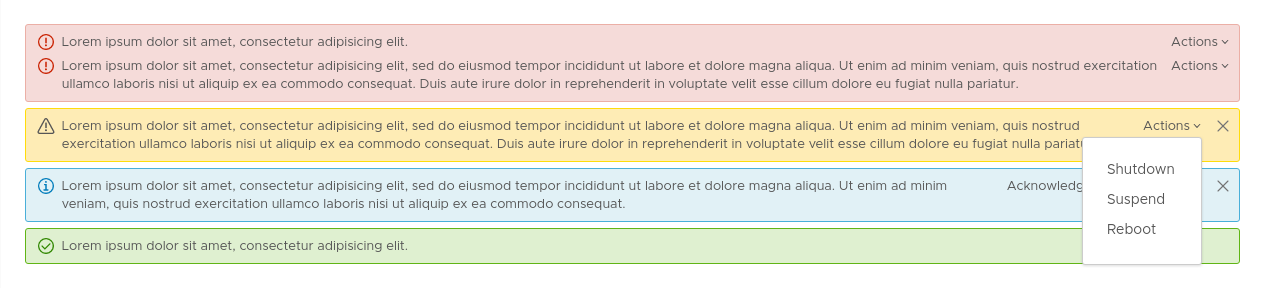 Lorem ipsum dolor sit amet, consectetur adipisicing elit. Actions
Lorem ipsum dolor sit amet, consectetur adipisicing elit, sed do eiusmod tempor incididunt ut labore et dolore magna aliqua. Ut enim ad minim veniam, quis nostrud exercitation Actions
ullamco laboris nisi ut aliquip ex ea commodo consequat. Duis aute irure dolor in reprehenderit in voluptate velit esse cillum dolore eu fugiat nulla pariatur.
Lorem ipsum dolor sit amet, consectetur adipisicing elit, sed do eiusmod tempor incididunt ut labore et dolore magna aliqua. Ut enim ad minim veniam, quis nostrud Actions
exercitation ullamco laboris nisi ut aliquip ex ea commodo consequat. Duis aute irure dolor in reprehenderit in voluptate velit esse cillum dolore eu fugiat nulla
Shutdown
Suspend
Reboot
Lorem ipsum dolor sit amet, consectetur adipisicing elit, sed do eiusmod tempor incididunt ut labore et dolore magna aliqua. Ut enim ad minim
veniam, quis nostrud exercitation ullamco laboris nisi ut aliquip ex ea commodo consequat.
Lorem ipsum dolor sit amet, consectetur adipisicing elit.